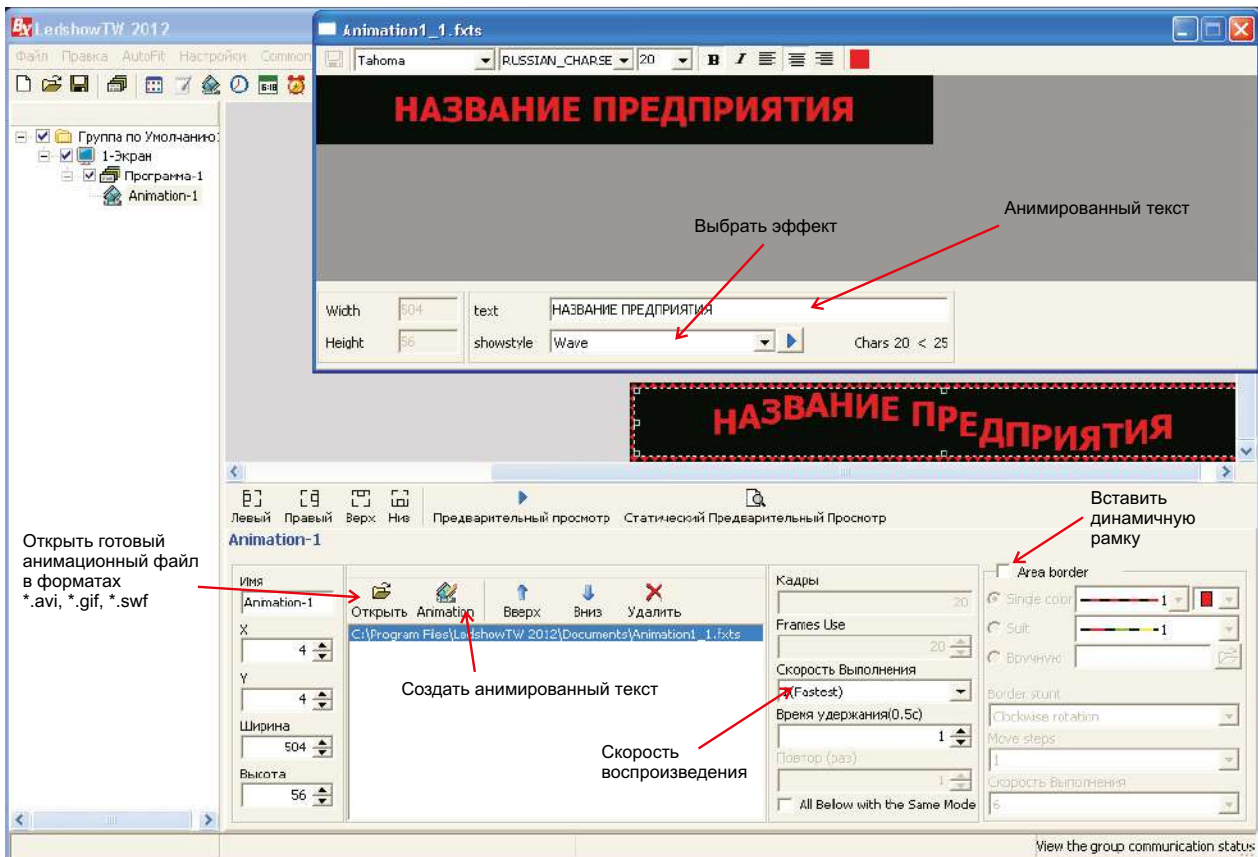 LedshowTW 2012
Файл Правка AutoFit Настройки Common
Группа по Умолчанию
1-Экран
Программа-1
Animation-1
Animation1_1.fxts
Tahoma RUSSIAN_CHARSE 20 B I
НАЗВАНИЕ ПРЕДПРИЯТИЯ
Выбрать эффект
Анимированный текст
Width 504 text НАЗВАНИЕ ПРЕДПРИЯТИЯ
Height 56 showstyle Wave Chars 20 < 25
НАЗВАНИЕ ПРЕДПРИЯТИЯ
Левый Правый Верх Низ Предварительный просмотр Статический Предварительный Просмотр
Вставить
динамичную
рамку
Открыть готовый
анимационный файл
в форматах
*.avi, *.gif, *.swf
Animation-1
Имя
Animation-1
X
4
Y
4
Ширина
504
Высота
56
Открыть Animation Вверх Вниз Удалить
C:\Program Files\LedshowTW 2012\Documents\Animation1_1.fxts
Создать анимированный текст
Скорость
воспроизведения
Кадры
20
Frames Use
20
Скорость Выполнения
(Fastest)
Время удержания(0.5с)
1
Повтор (раз)
1
All Below with the Same Mode
Area border
Single color 1
Suit 1
Вручную
Border stunt
Clockwise rotation
Move steps
1
Скорость Выполнения
6
View the group communication status